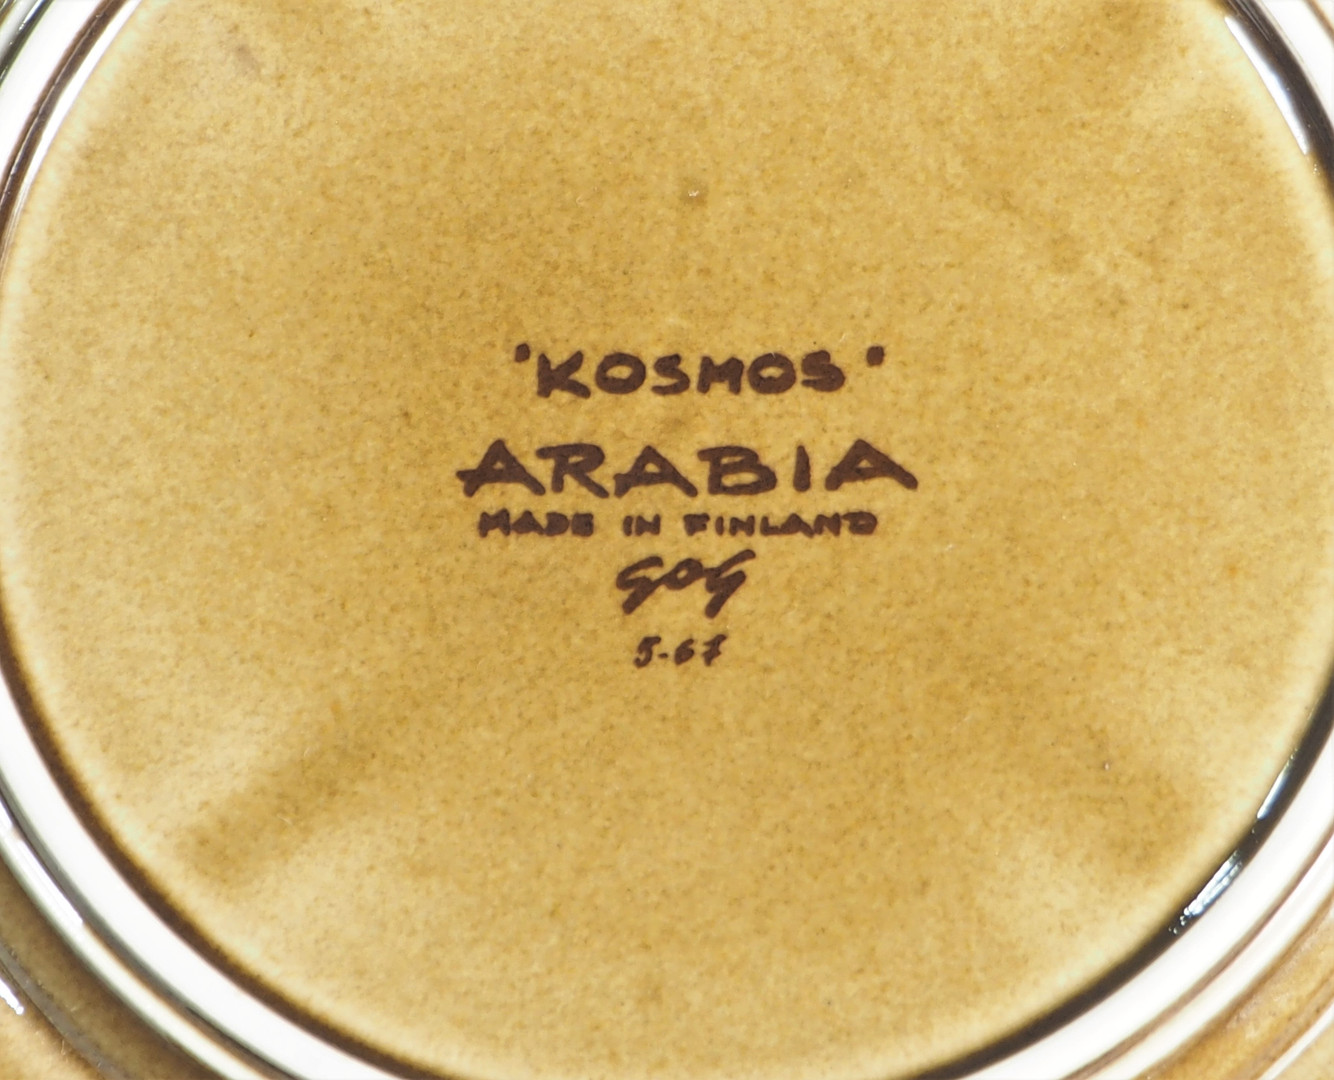 "KOSMOS"
ARABIA
MADE IN FINLAND
GOG
5-67